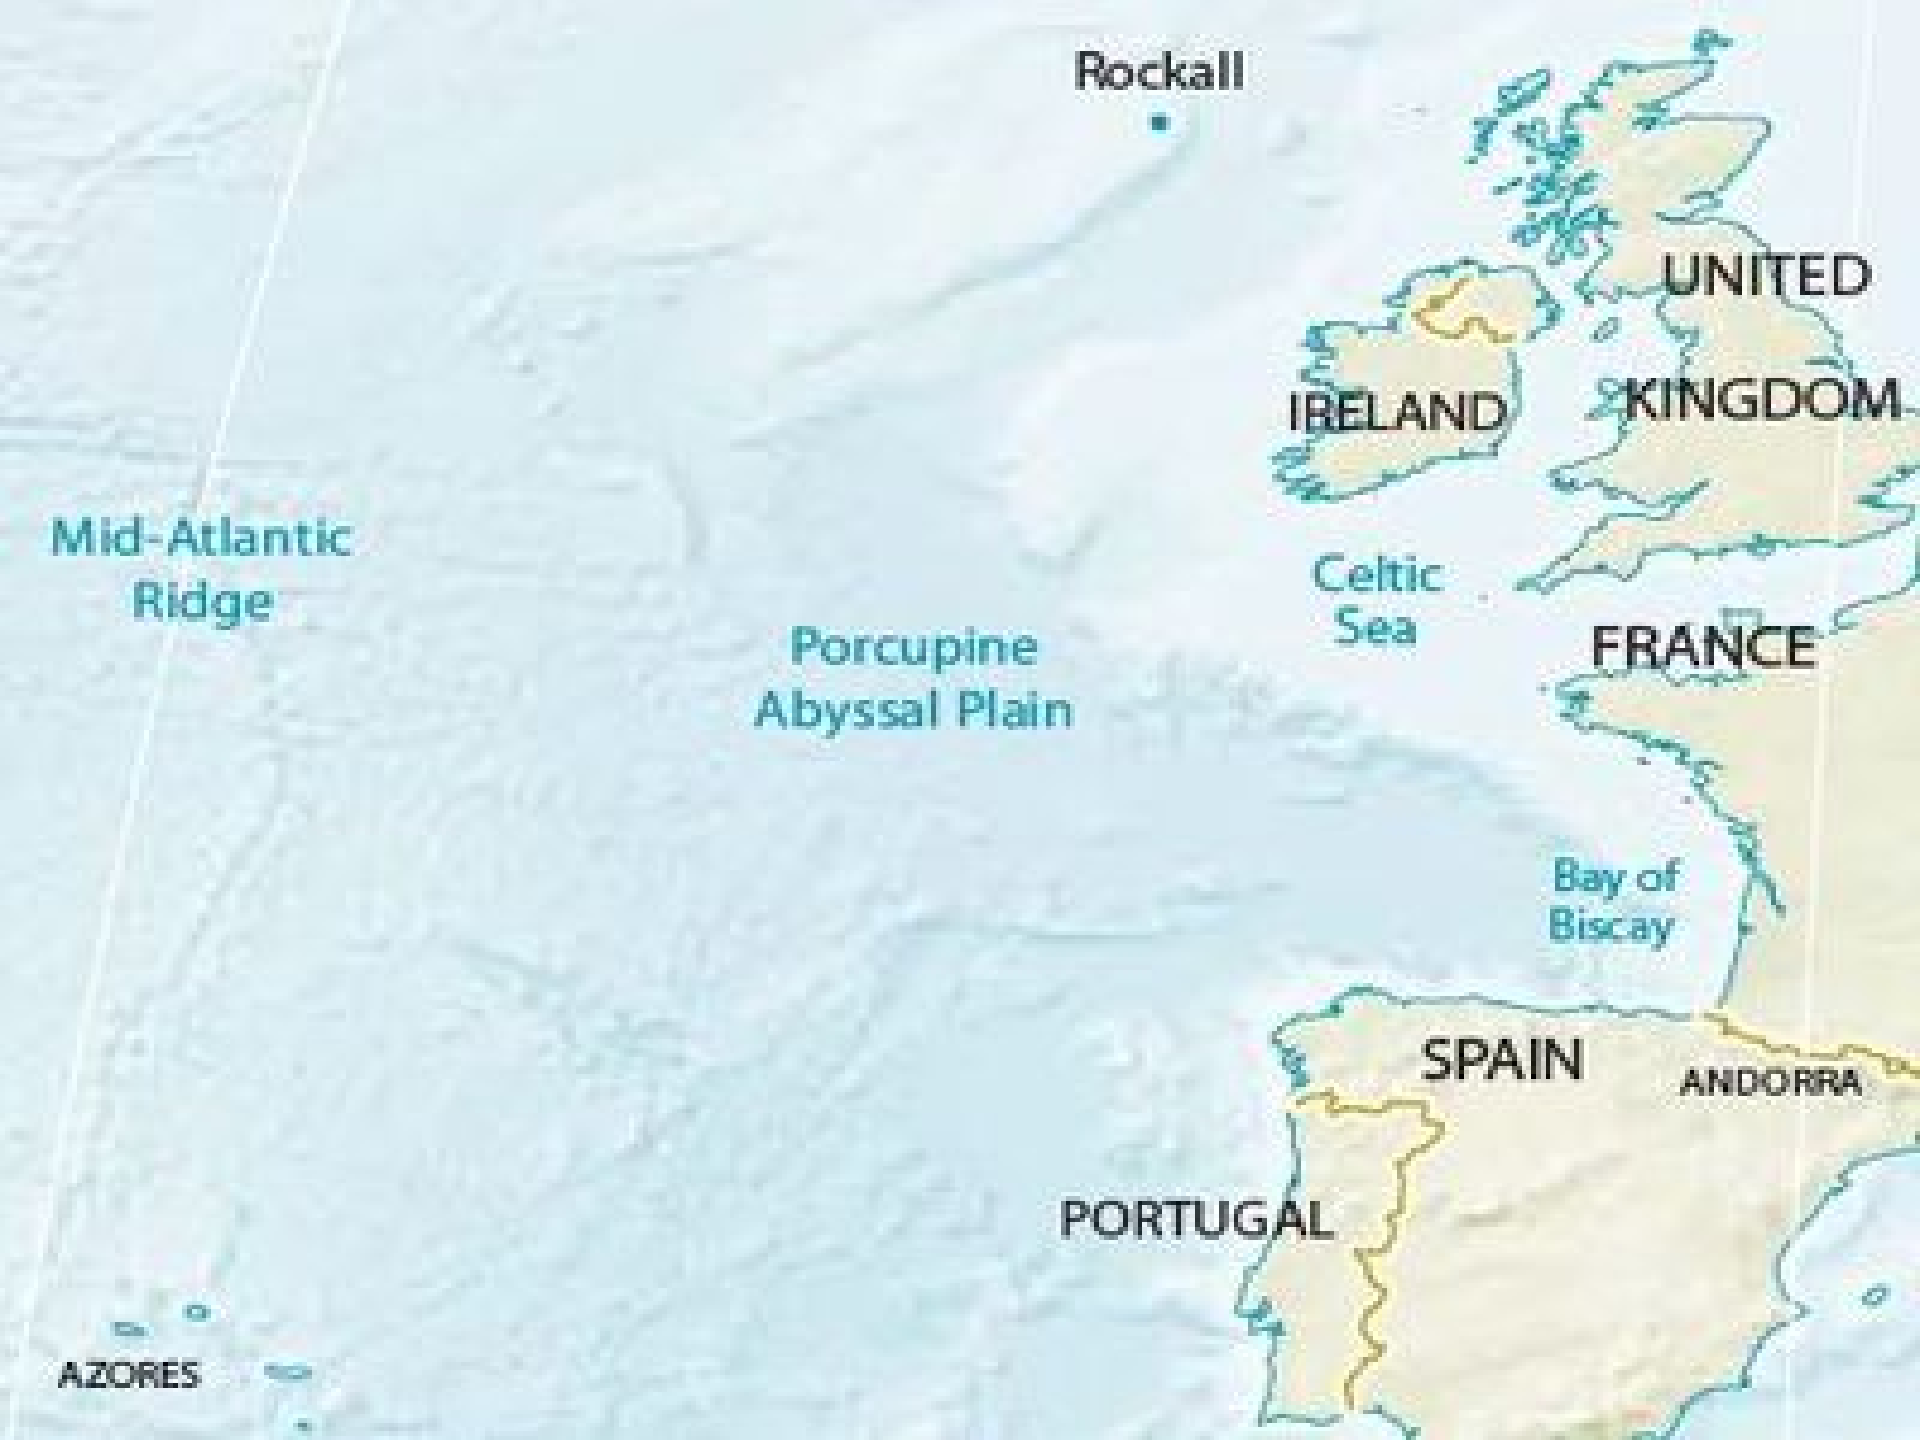 Rockall
UNITED
KINGDOM
IRELAND
Mid-Atlantic
Ridge
Celtic
Sea
Porcupine
Abyssal Plain
FRANCE
Bay of
Biscay
SPAIN
ANDORRA
PORTUGAL
AZORES